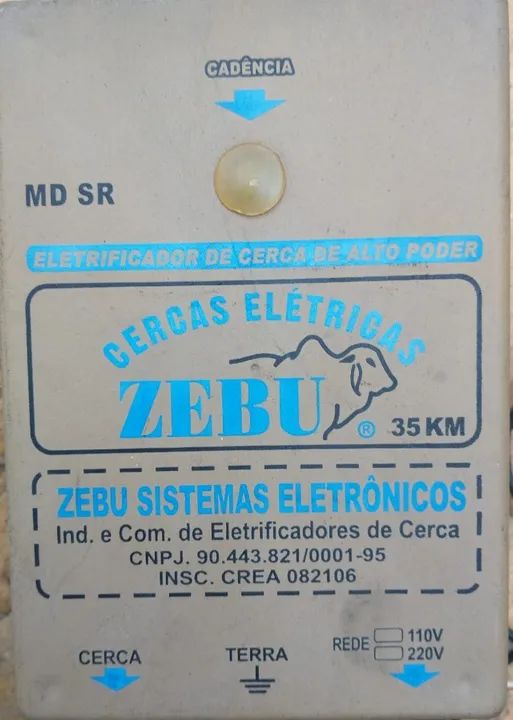 CADÊNCIA
MD SR
ELETRIFICADOR DE CERCA DE ALTO PODER
CERCAS ELÉTRICAS
ZEBU ® 35 KM
ZEBU SISTEMAS ELETRÔNICOS
Ind. e Com. de Eletrificadores de Cerca
CNPJ. 90.443.821/0001-95
INSC. CREA 082106
CERCA TERRA REDE 110V
220V